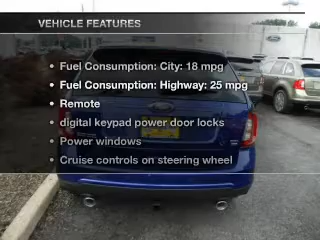 VEHICLE FEATURES
• Fuel Consumption: City: 18 mpg
• Fuel Consumption: Highway: 25 mpg
• Remote
• digital keypad power door locks
• Power windows
• Cruise controls on steering wheel
Ford